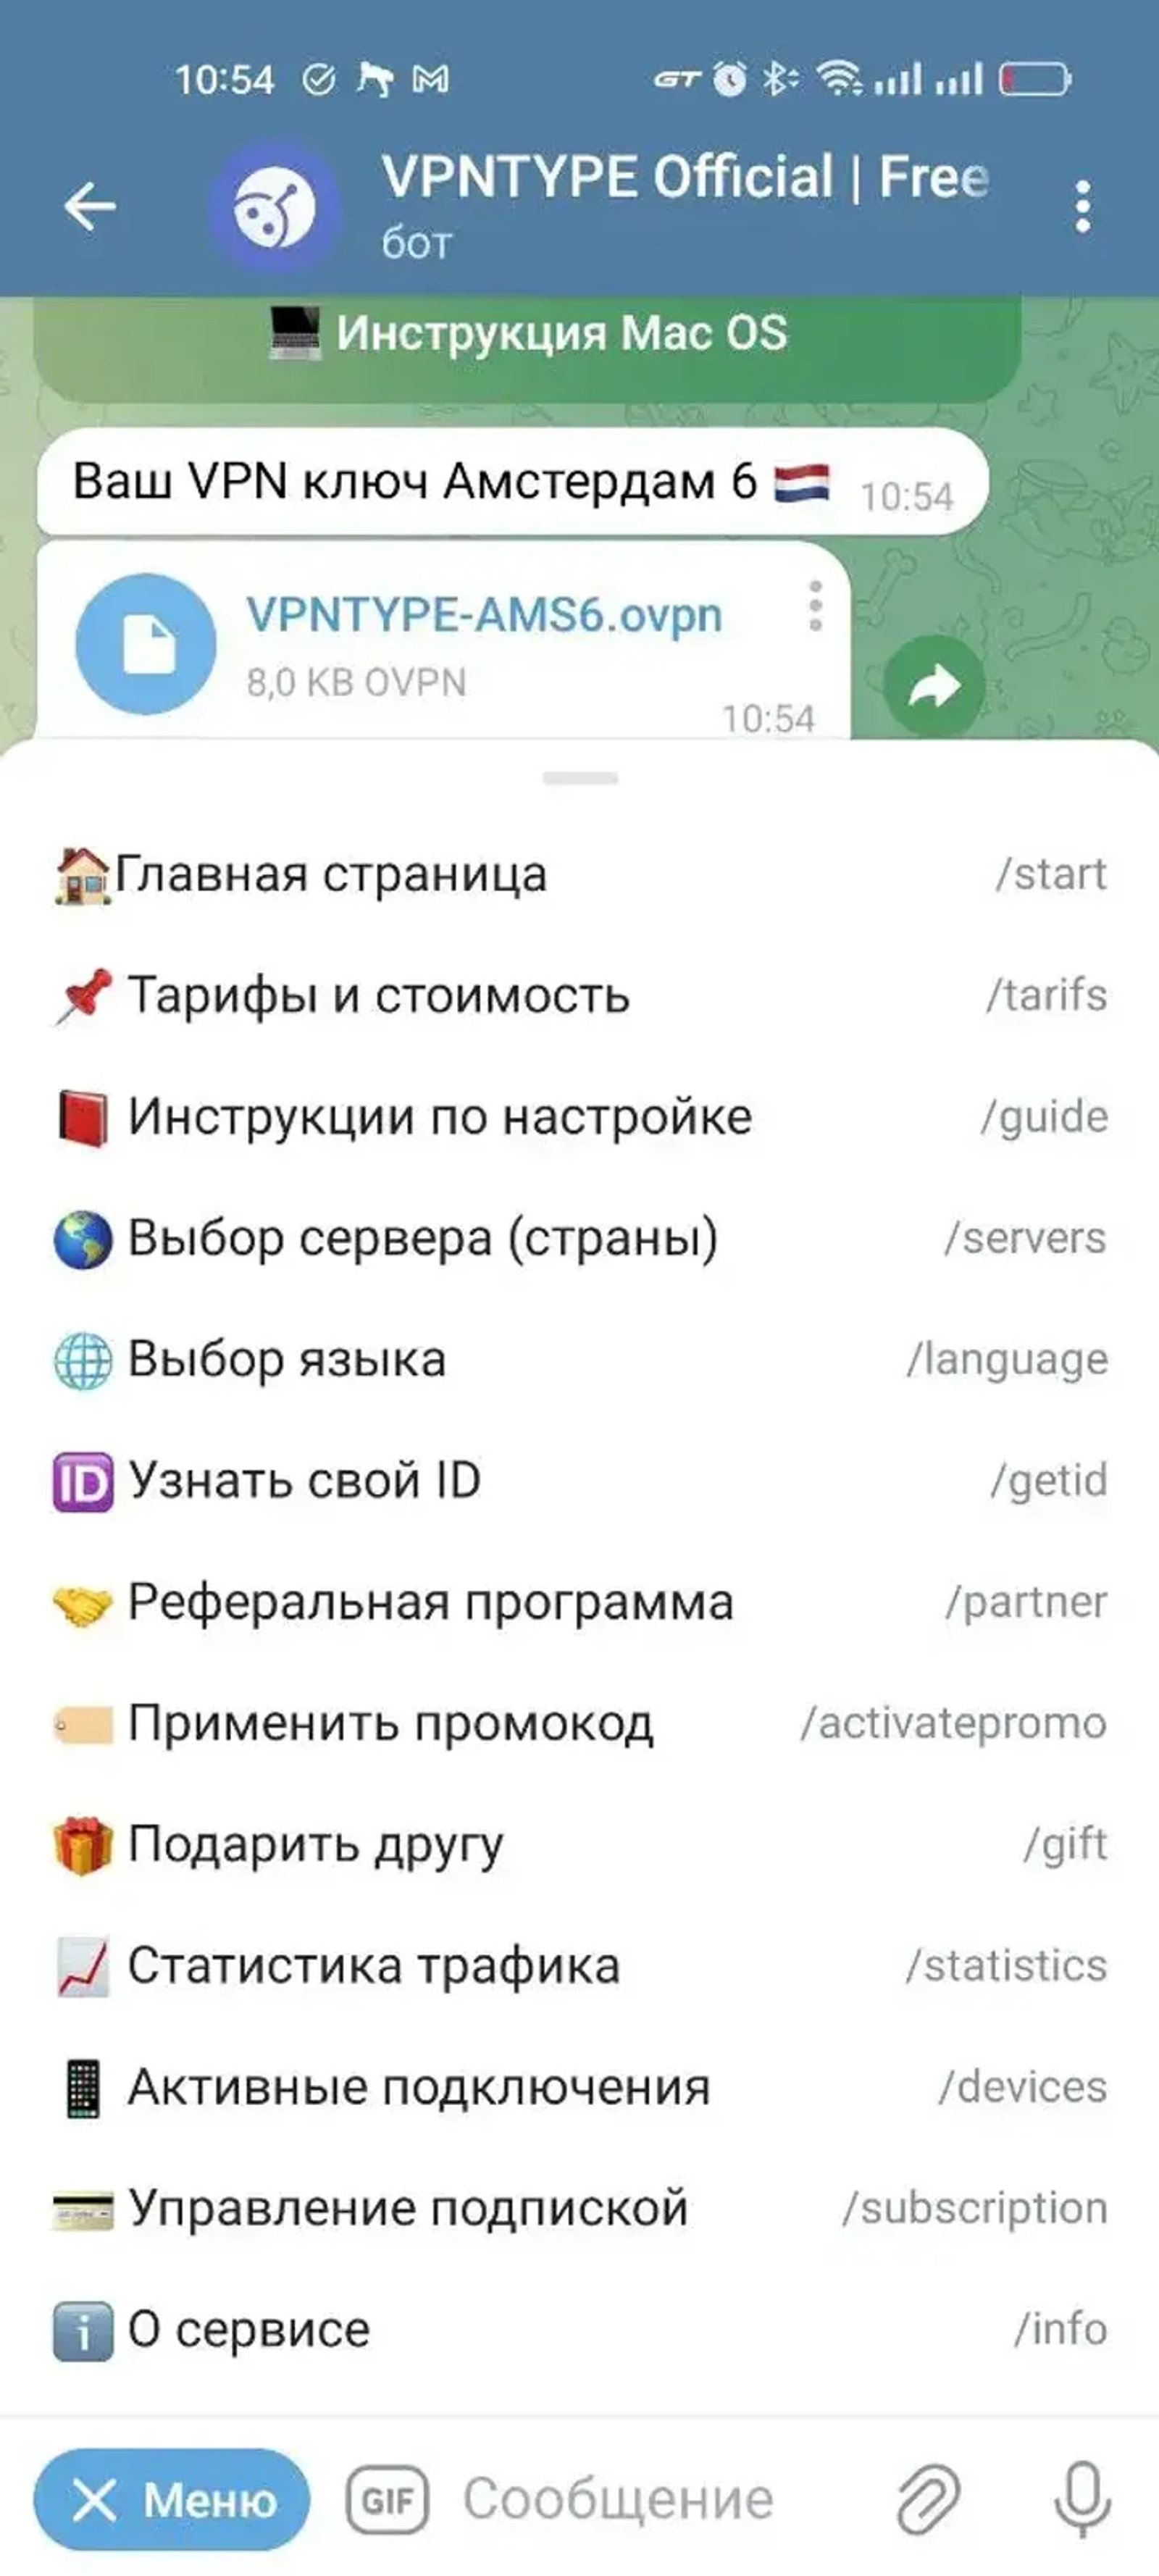 10:54
VPNTYPE Official | Free
бот
Инструкция Mac OS
Ваш VPN ключ Амстердам 6 10:54
VPNTYPE-AMS6.ovpn
8,0 KB OVPN
10:54
Главная страница /start
Тарифы и стоимость /tarifs
Инструкции по настройке /guide
Выбор сервера (страны) /servers
Выбор языка /language
ID Узнать свой ID /getid
Реферальная программа /partner
Применить промокод /activatepromo
Подарить другу /gift
Статистика трафика /statistics
Активные подключения /devices
Управление подпиской /subscription
О сервисе /info
Меню GIF Сообщение